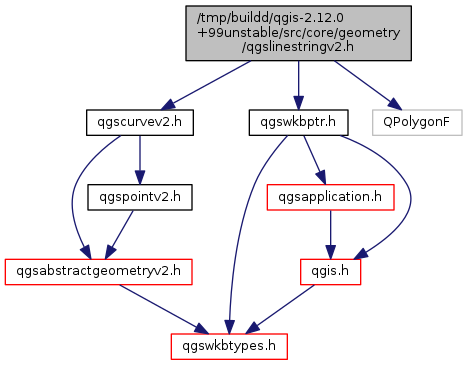 /tmp/buildd/qgis-2.12.0
+99unstable/src/core/geometry
/qgslinestringv2.h
qgscurvev2.h
qgswkbptr.h
QPolygonF
qgspointv2.h
qgsapplication.h
qgsabstractgeometryv2.h
qgis.h
qgswkbtypes.h